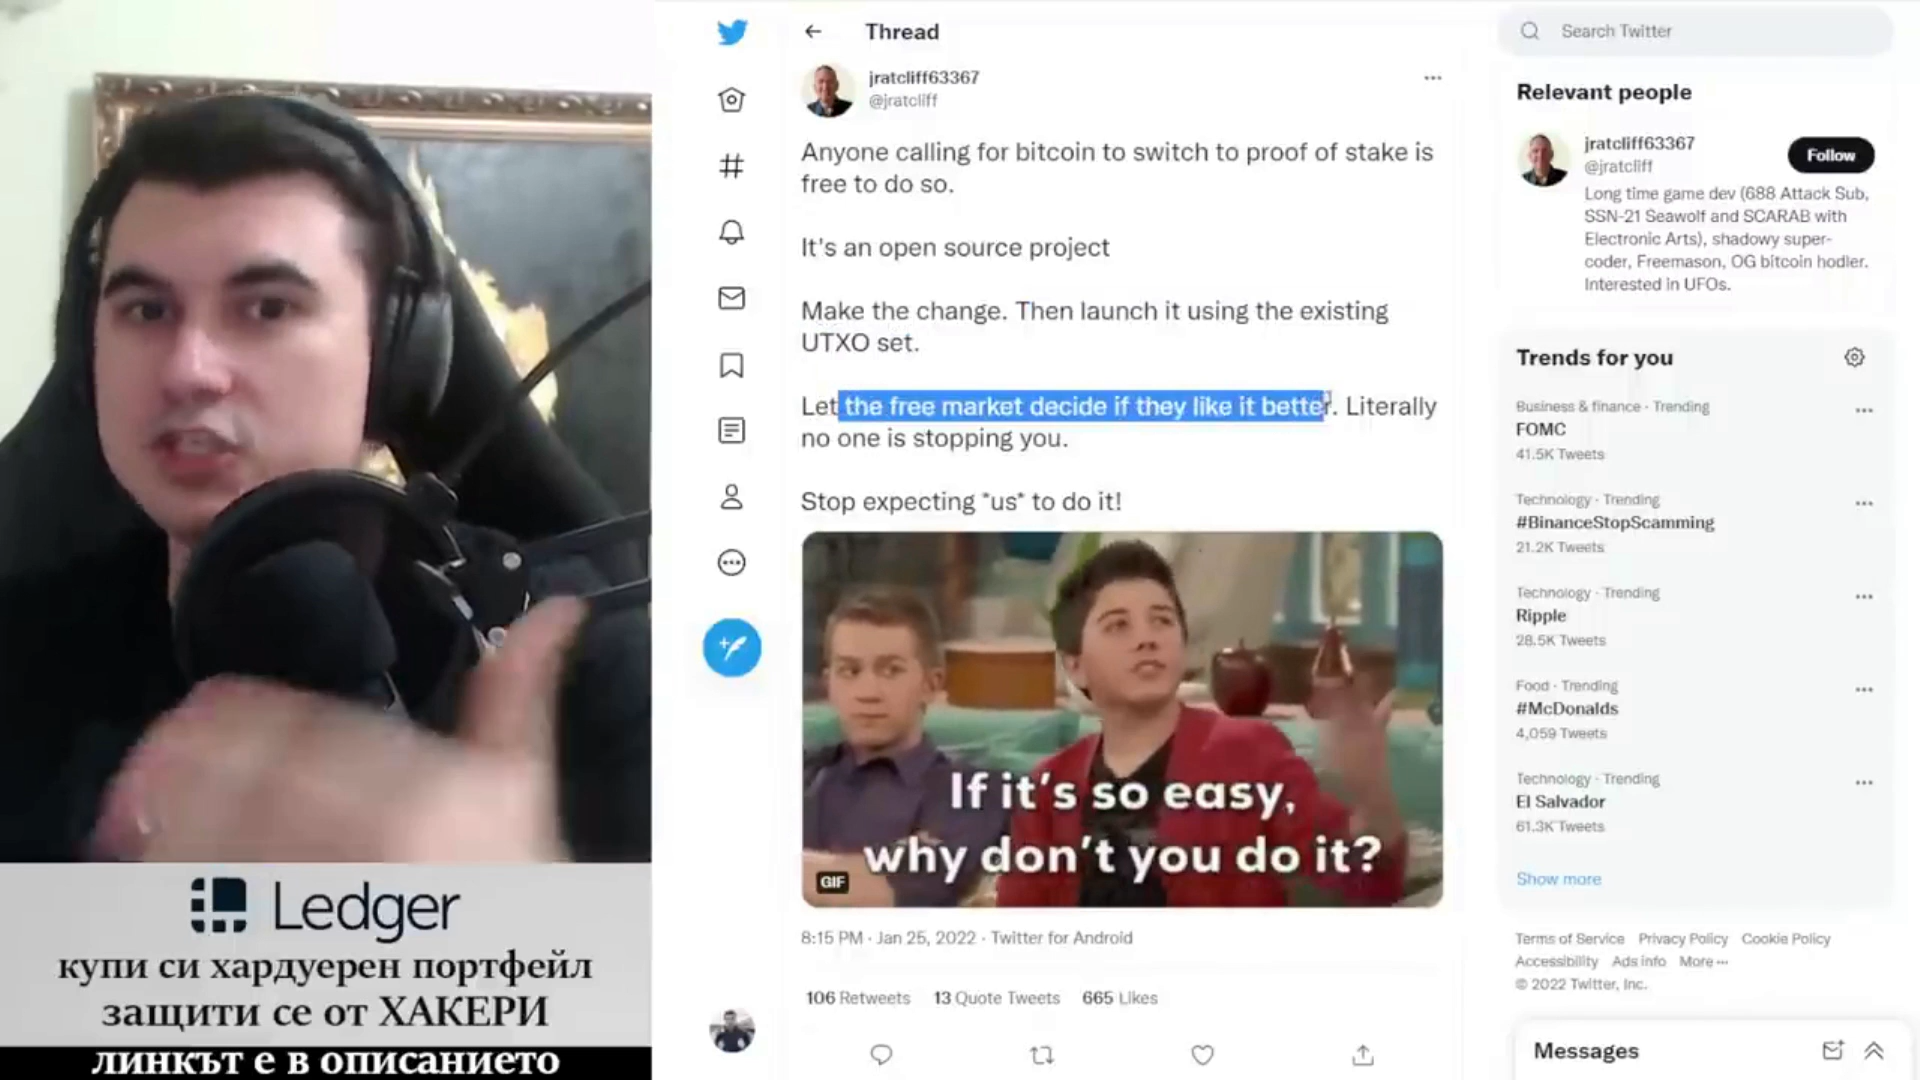 Thread
Search Twitter
jratcliff63367
@jratcliff
Anyone calling for bitcoin to switch to proof of stake is
free to do so.
It's an open source project
Make the change. Then launch it using the existing
UTXO set.
Let the free market decide if they like it better. Literally
no one is stopping you.
Stop expecting *us* to do it!
If it's so easy,
why don't you do it?
GIF
8:15 PM · Jan 25, 2022 · Twitter for Android
106 Retweets 13 Quote Tweets 665 Likes
Relevant people
jratcliff63367
@jratcliff
Follow
Long time game dev (688 Attack Sub,
SSN-21 Seawolf and SCARAB with
Electronic Arts), shadowy super-
coder, Freemason, OG bitcoin hodler.
Interested in UFOs.
Trends for you
Business & finance · Trending
FOMC
41.5K Tweets
Technology · Trending
#BinanceStopScamming
21.2K Tweets
Technology · Trending
Ripple
28.5K Tweets
Food · Trending
#McDonalds
4,059 Tweets
Technology · Trending
El Salvador
61.3K Tweets
Show more
Terms of Service Privacy Policy Cookie Policy
Accessibility Ads info More ···
© 2022 Twitter, Inc.
Messages
Ledger
купи си хардуерен портфейл
защити се от ХАКЕРИ
линкът е в описанието